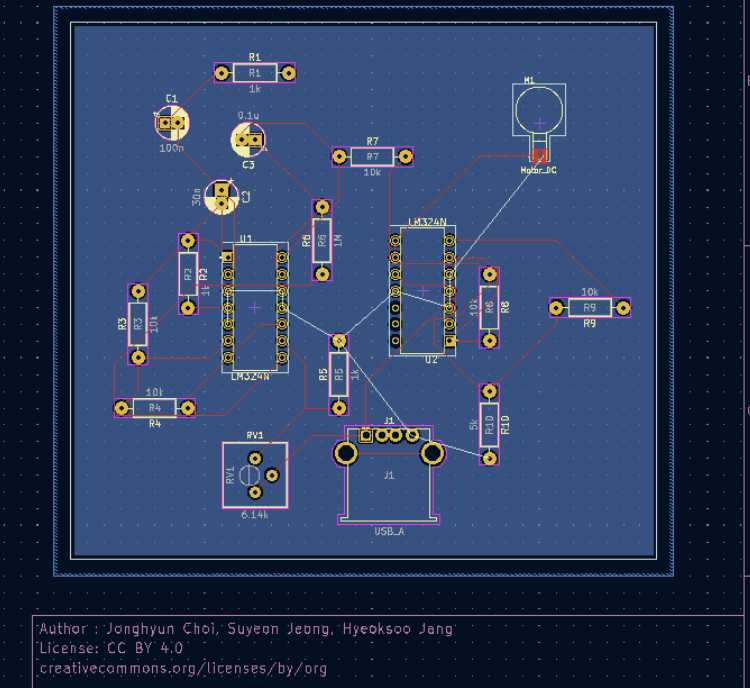 R1
R1
1k
C1
100n
0.1u
C3
R7
R7
10k
M1
Motor_DC
30n
C2
U1
LM324N
R6
R6
1M
LM324N
U2
R2
R2
1k
R3
R3
10k
10k
R4
R4
R5
R5
1k
10k
R8
10k
R9
R9
5k
R10
R10
RV1
RV1
6.14k
J1
J1
USB_A
Author : Jonghyun Choi, Suyeon Jeong, Hyeoksoo Jang
License: CC BY 4.0
creativecommons.org/licenses/by/org